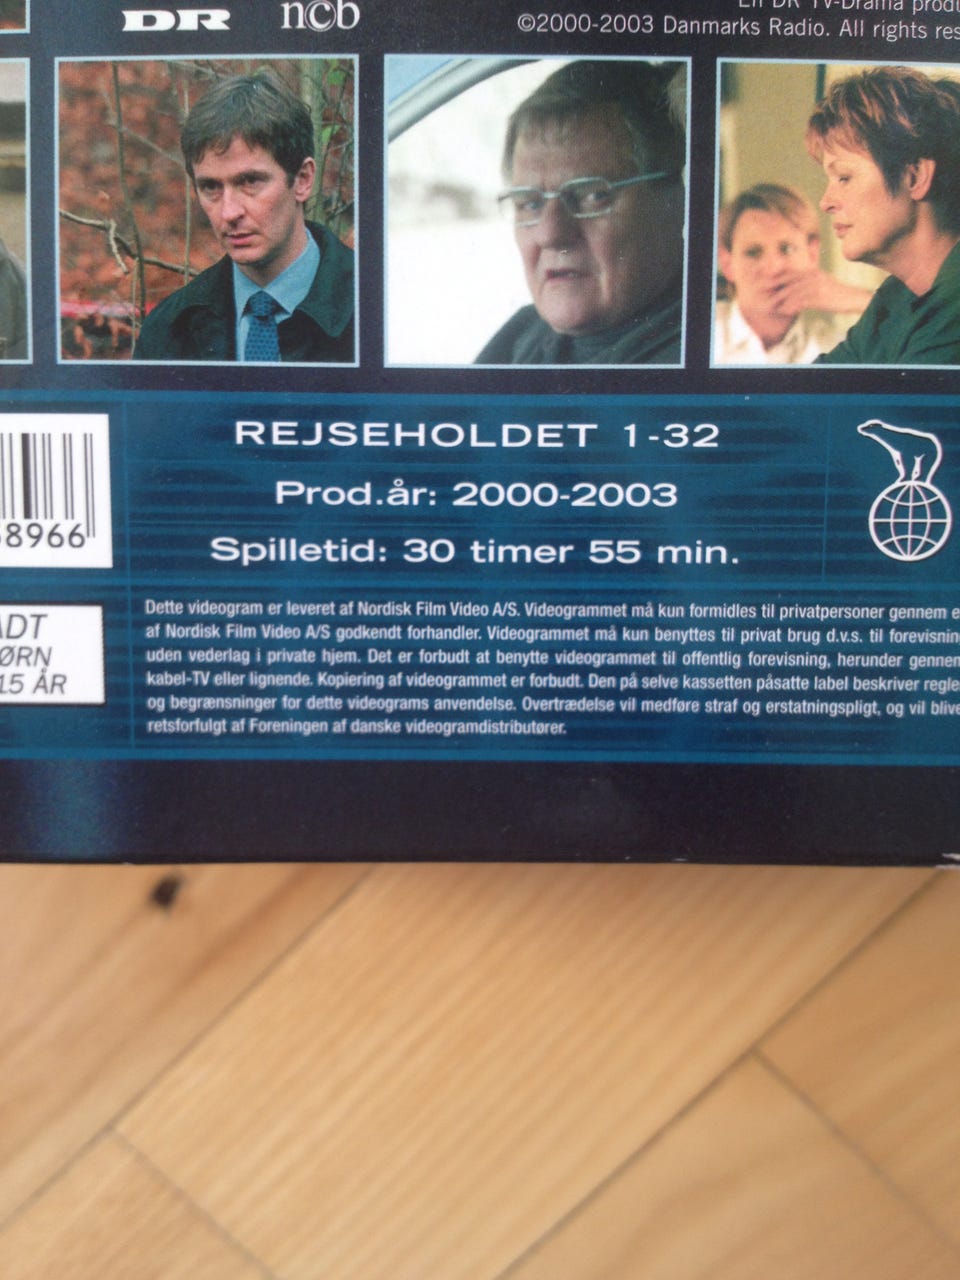 DR
ncb
En DR TV-Drama
©2000-2003 Danmarks Radio. All rights
REJSEHOLDET 1-32
Prod.år: 2000-2003
Spilletid: 30 timer 55 min.
8966
ØRN
15 ÅR
Dette videogram er leveret af Nordisk Film Video A/S. Videogrammet må kun formidles til privatpersoner gennem
af Nordisk Film Video A/S godkendt forhandler. Videogrammet må kun benyttes til privat brug d.v.s. til
uden vederlag i private hjem. Det er forbudt at benytte videogrammet til offentlig forevisning, herunder
kabel-TV eller lignende. Kopiering af videogrammet er forbudt. Den på selve kassetten påsatte label beskriver
og begrænsninger for dette videograms anvendelse. Overtrædelse vil medføre straf og erstatningspligt, og vil
retsforfulgt af Foreningen af danske videogramdistributører.